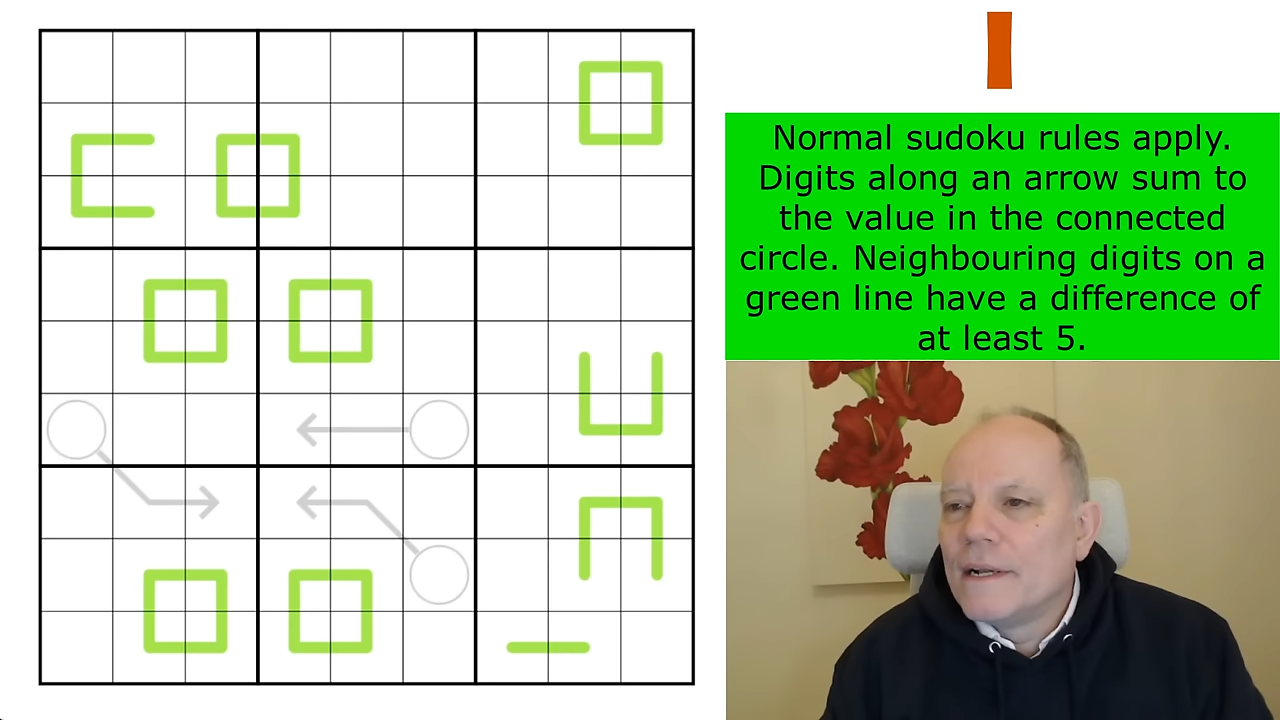 Normal sudoku rules apply.
Digits along an arrow sum to
the value in the connected
circle. Neighbouring digits on a
green line have a difference of
at least 5.